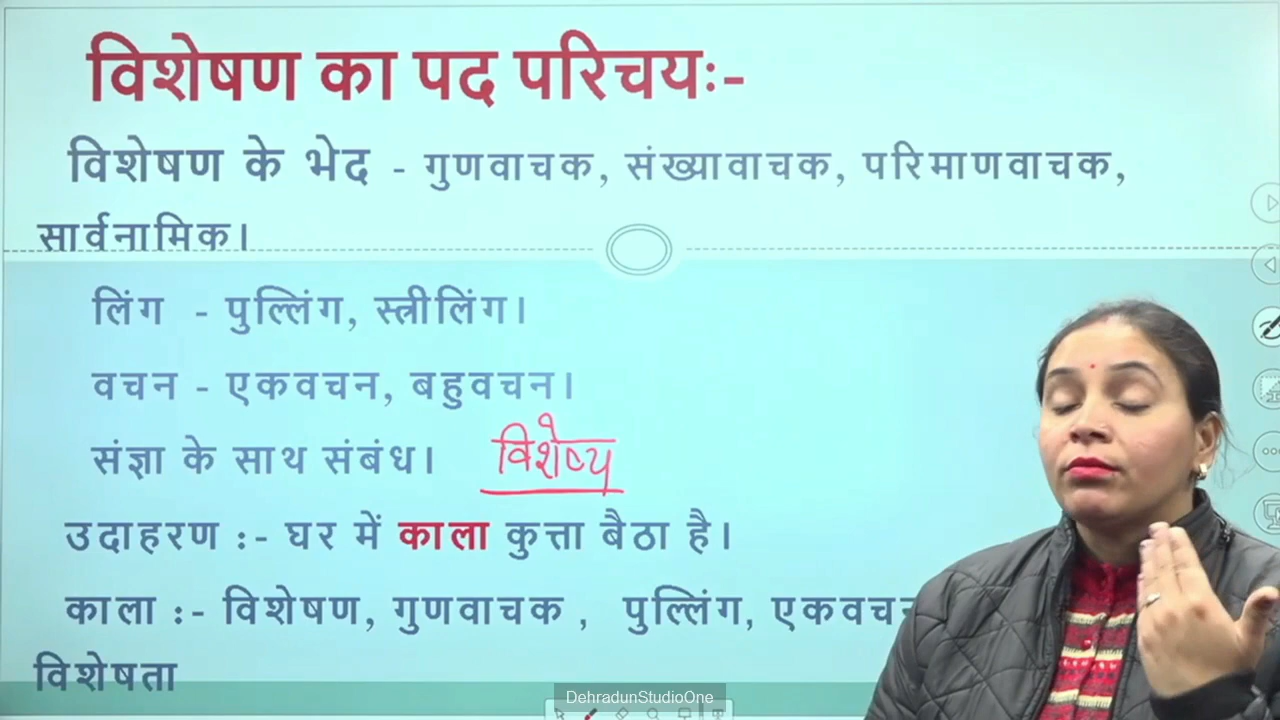 विशेषण का पद परिचयः-
विशेषण के भेद - गुणवाचक, संख्यावाचक, परिमाणवाचक,
सार्वनामिक।
लिंग - पुल्लिंग, स्त्रीलिंग।
वचन - एकवचन, बहुवचन।
संज्ञा के साथ संबंध। विशेष्य
उदाहरण :- घर में काला कुत्ता बैठा है।
काला :- विशेषण, गुणवाचक , पुल्लिंग,
विशेषता
DehradunStudioOne